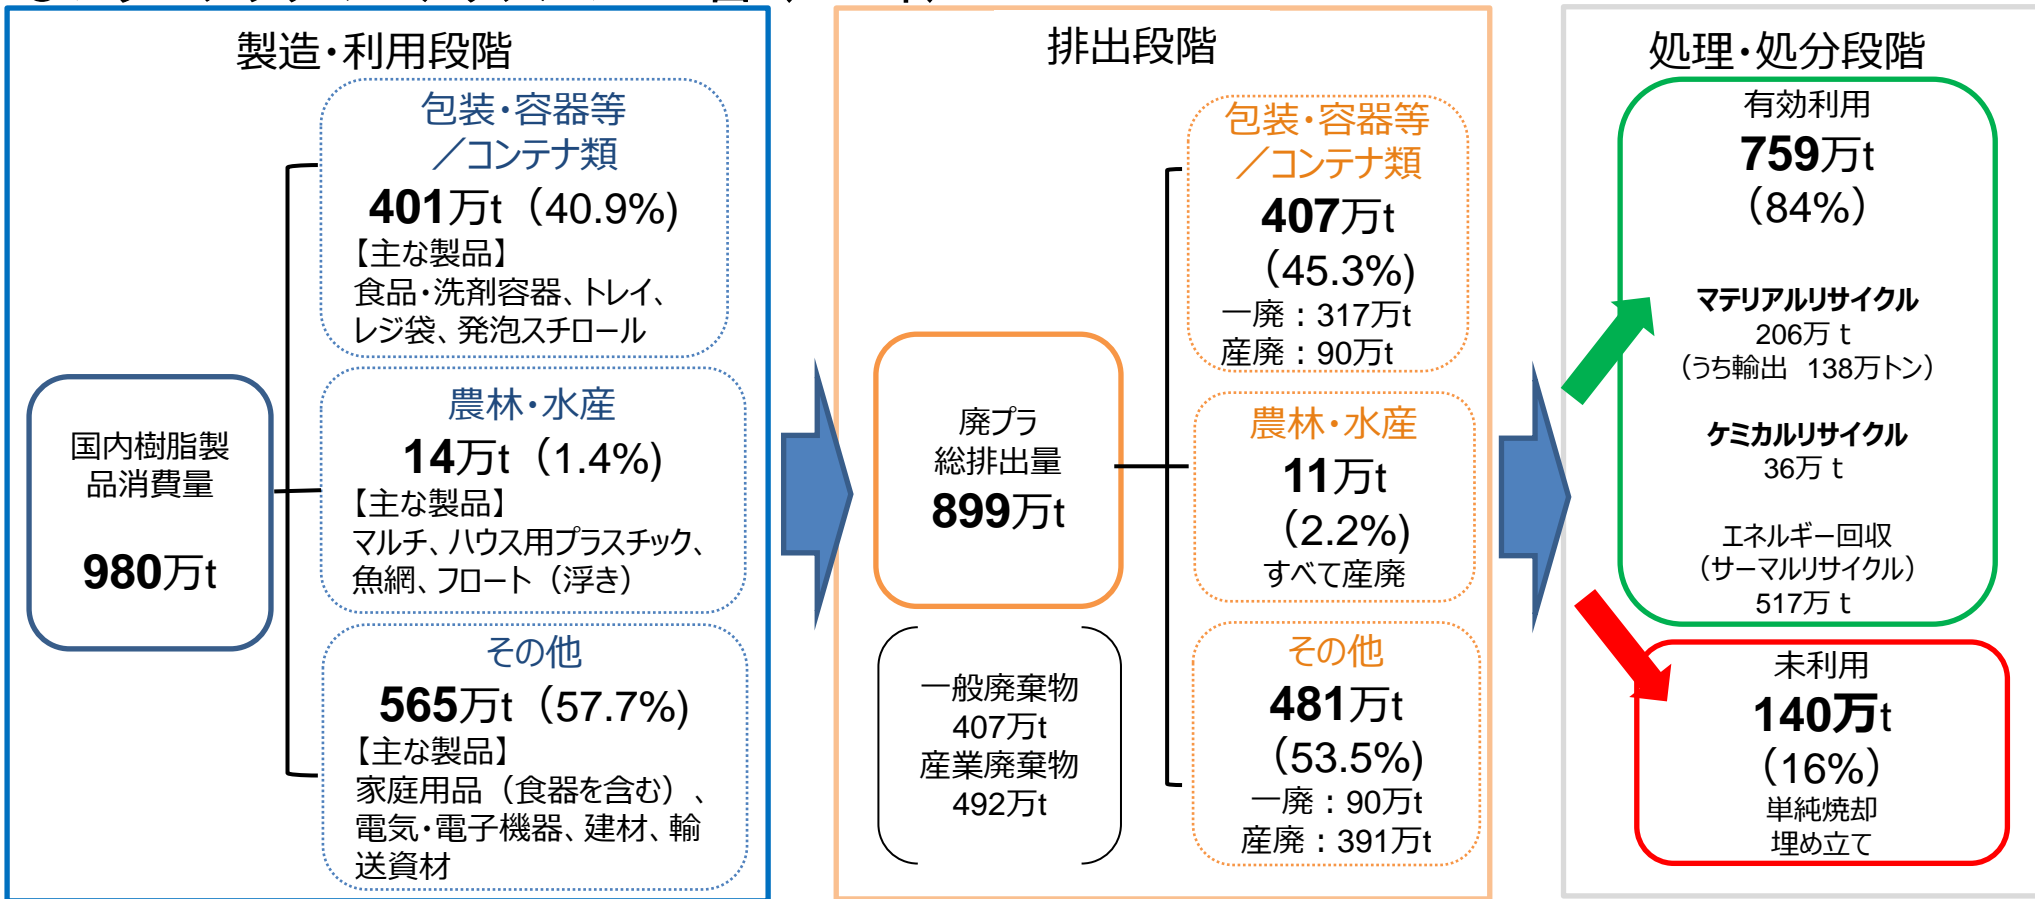 製造・利用段階
国内樹脂製
品消費量
980万t
包装・容器等
／コンテナ類
401万t（40.9%）
【主な製品】
食品・洗剤容器、トレイ、
レジ袋、発泡スチロール
農林・水産
14万t（1.4%）
【主な製品】
マルチ、ハウス用プラスチック、
魚網、フロート（浮き）
その他
565万t（57.7%）
【主な製品】
家庭用品（食器を含む）、
電気・電子機器、建材、輸
送資材
排出段階
廃プラ
総排出量
899万t
一般廃棄物
407万t
産業廃棄物
492万t
包装・容器等
／コンテナ類
407万t
（45.3%）
一廃：317万t
産廃：90万t
農林・水産
11万t
（2.2%）
すべて産廃
その他
481万t
（53.5%）
一廃：90万t
産廃：391万t
処理・処分段階
有効利用
759万t
（84%）
マテリアルリサイクル
206万 t
（うち輸出 138万トン）
ケミカルリサイクル
36万 t
エネルギー回収
（サーマルリサイクル）
517万 t
未利用
140万t
（16%）
単純焼却
埋め立て